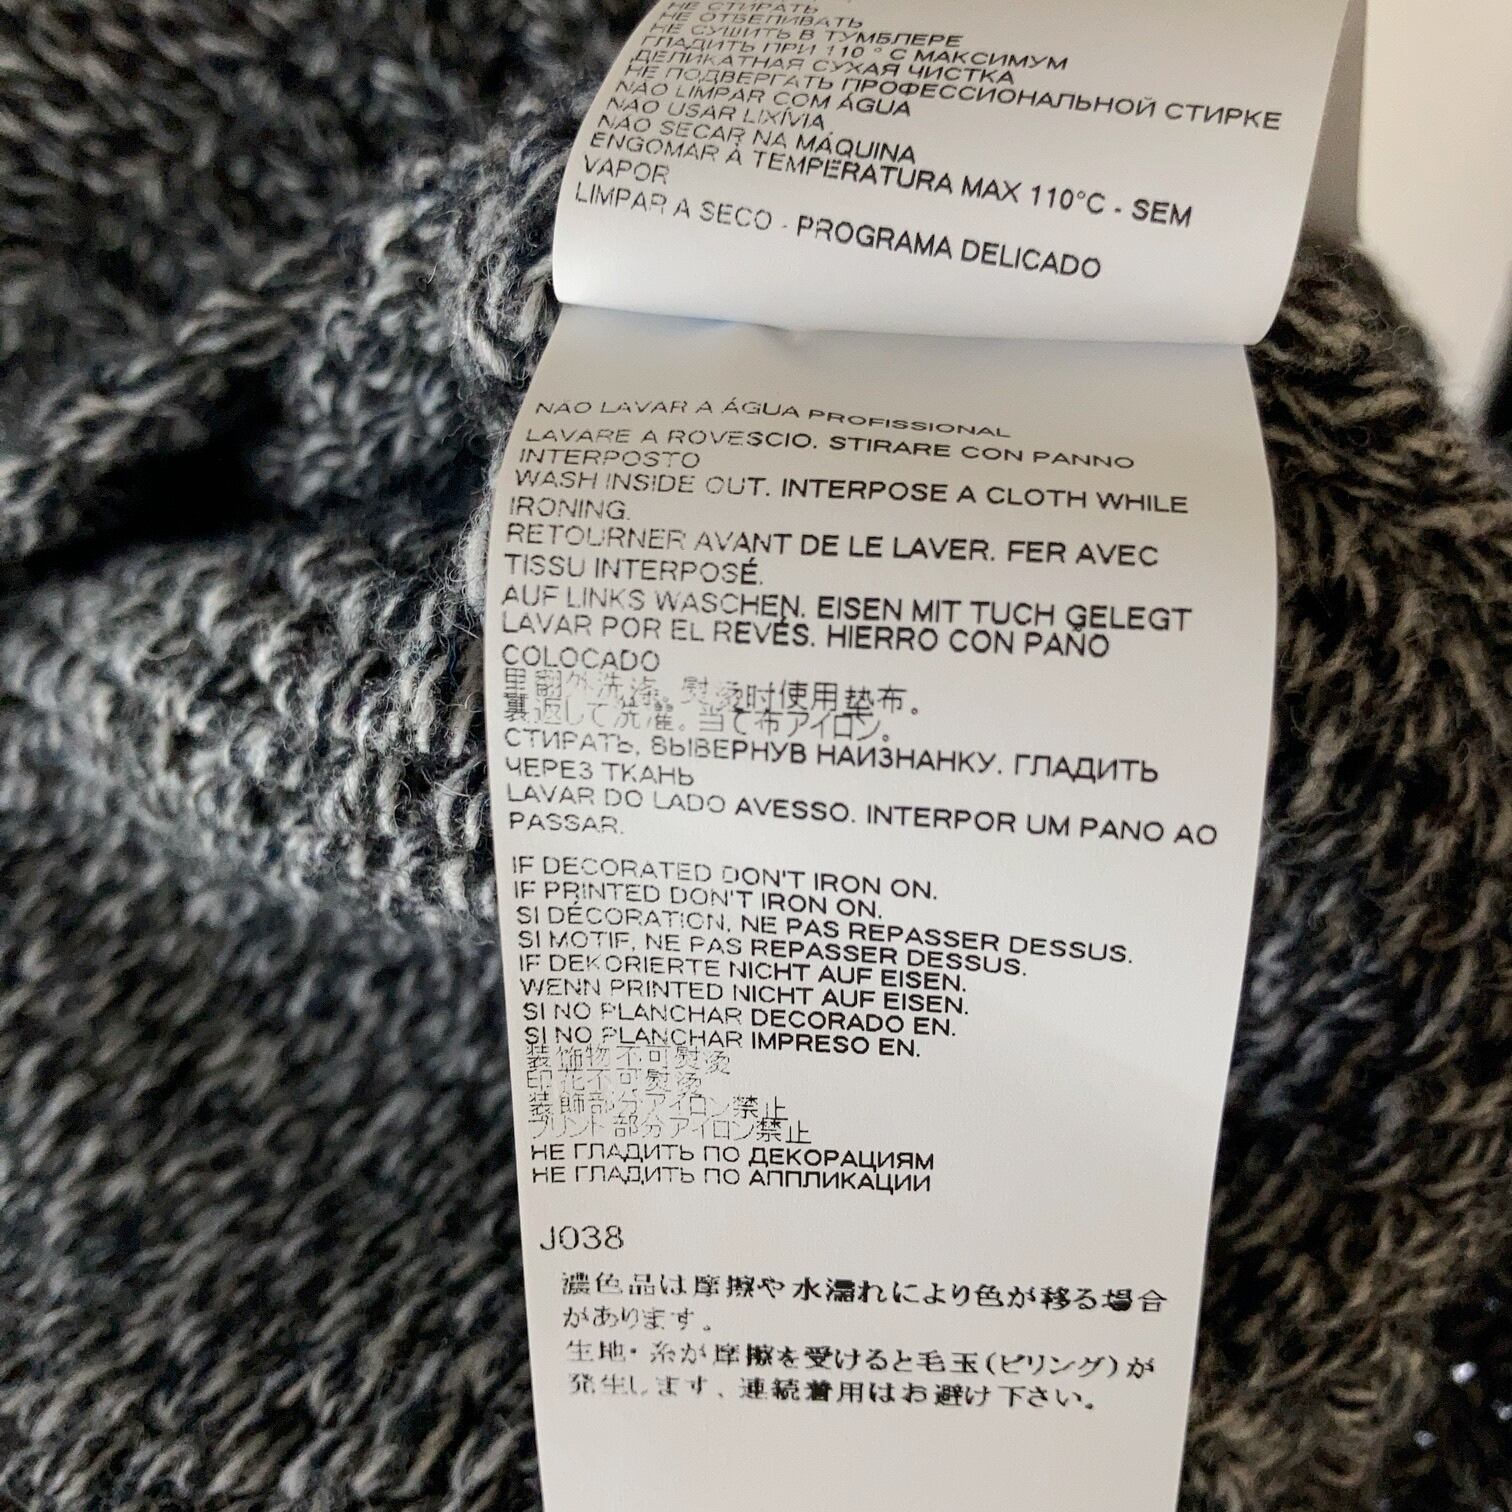 НЕ СТИРАТЬ
НЕ ОТБЕЛИВАТЬ
НЕ СУШИТЬ В ТУМБЛЕРЕ
ГЛАДИТЬ ПРИ 110 ° С МАКСИМУМ
ДЕЛИКАТНАЯ СУХАЯ ЧИСТКА
НЕ ПОДВЕРГАТЬ ПРОФЕССИОНАЛЬНОЙ СТИРКЕ
NÃO LIMPAR COM ÁGUA
NÃO USAR LIXÍVIA
NÃO SECAR NA MÁQUINA
ENGOMAR À TEMPERATURA MAX 110°C - SEM
VAPOR
LIMPAR A SECO - PROGRAMA DELICADO
NÃO LAVAR A ÁGUA PROFISSIONAL
LAVARE A ROVESCIO. STIRARE CON PANNO
INTERPOSTO
WASH INSIDE OUT. INTERPOSE A CLOTH WHILE
IRONING.
RETOURNER AVANT DE LE LAVER. FER AVEC
TISSU INTERPOSÉ.
AUF LINKS WASCHEN. EISEN MIT TUCH GELEGT
LAVAR POR EL REVÉS. HIERRO CON PAÑO
COLOCADO
里翻外洗涤。熨烫时使用垫布。
裏返して洗濯。当て布アイロン。
СТИРАТЬ, ВЫВЕРНУВ НАИЗНАНКУ. ГЛАДИТЬ
ЧЕРЕЗ ТКАНЬ
LAVAR DO LADO AVESSO. INTERPOR UM PANO AO
PASSAR.
IF DECORATED DON'T IRON ON.
IF PRINTED DON'T IRON ON.
SI DÉCORATION, NE PAS REPASSER DESSUS.
SI MOTIF, NE PAS REPASSER DESSUS.
IF DEKORIERTE NICHT AUF EISEN.
WENN PRINTED NICHT AUF EISEN.
SI NO PLANCHAR DECORADO EN.
SI NO PLANCHAR IMPRESO EN.
装饰物不可熨烫
印花不可熨烫
装飾部分アイロン禁止
プリント部分アイロン禁止
НЕ ГЛАДИТЬ ПО ДЕКОРАЦИЯМ
НЕ ГЛАДИТЬ ПО АППЛИКАЦИИ
J038
濃色品は摩擦や水濡れにより色が移る場合
があります。
生地・糸が摩擦を受けると毛玉(ピリング)が
発生します、連続着用はお避け下さい。